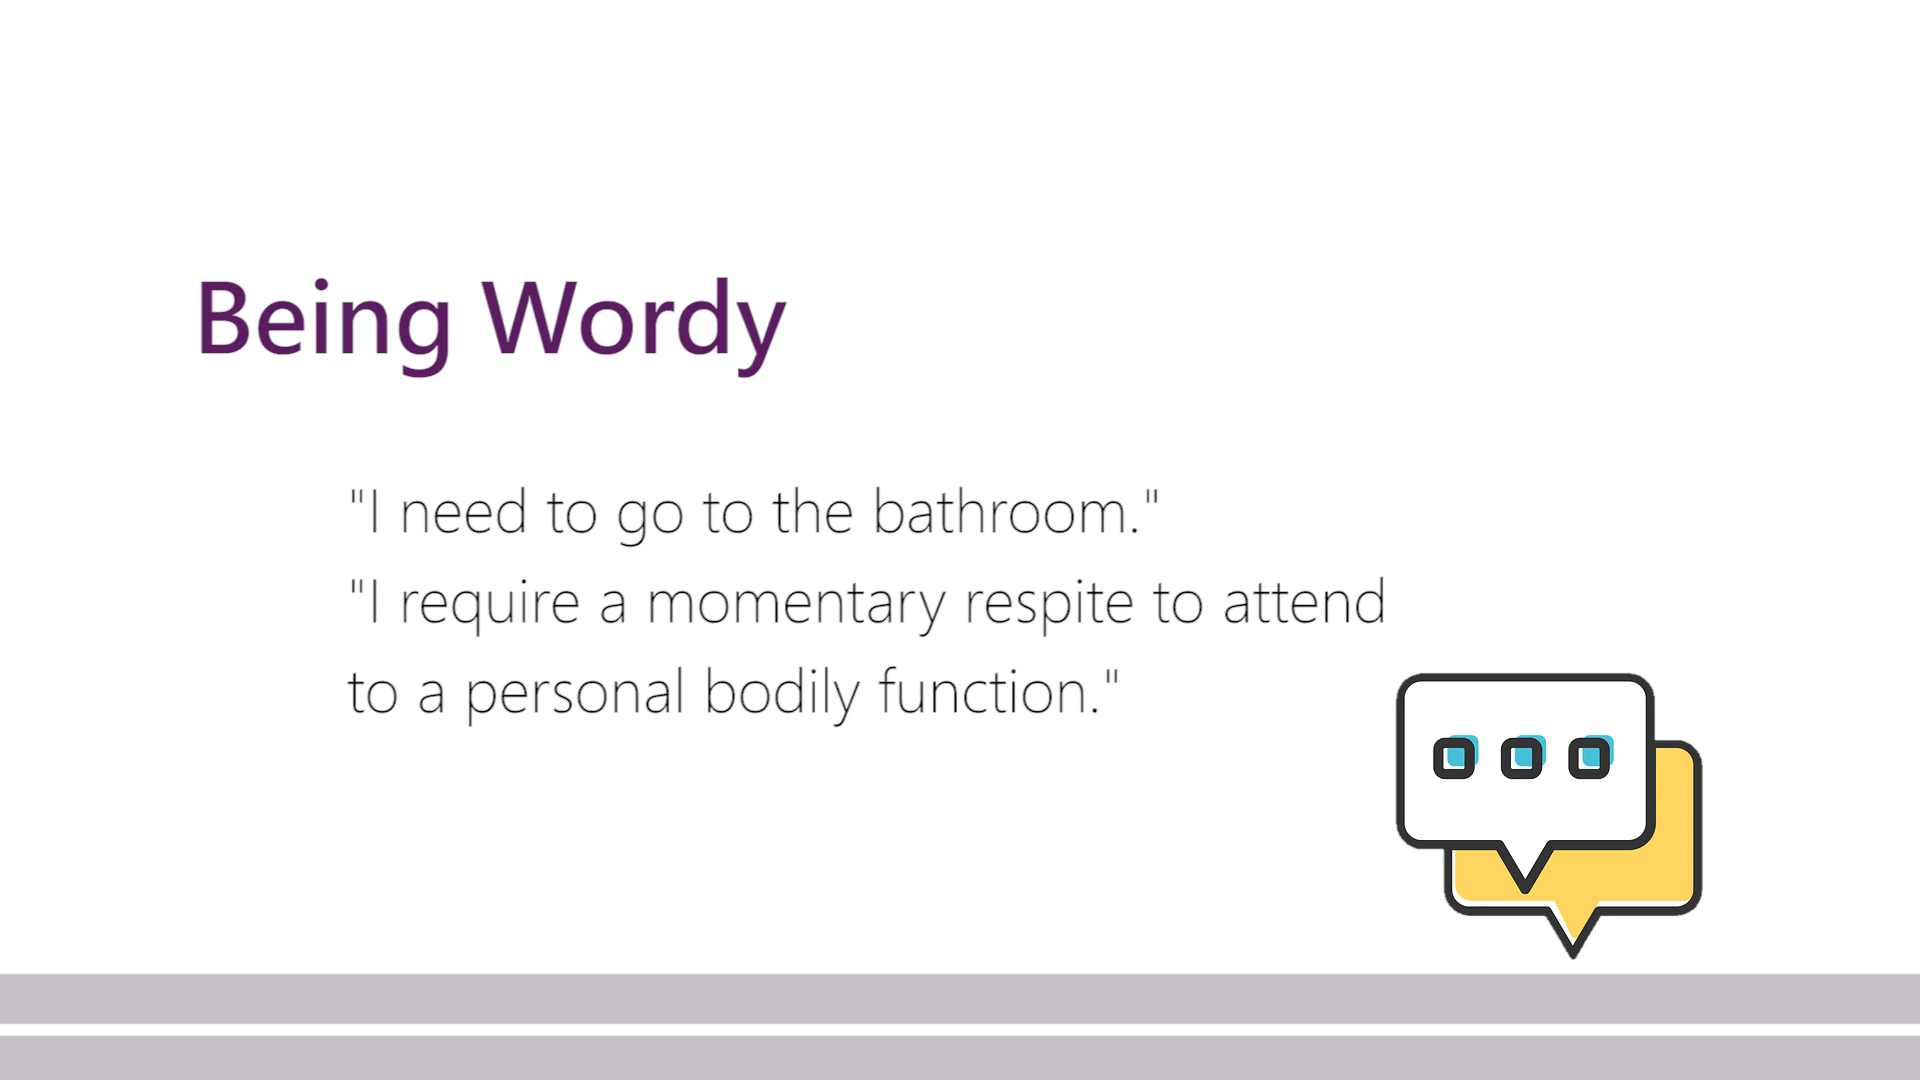 Being Wordy
"I need to go to the bathroom."
"I require a momentary respite to attend
to a personal bodily function."